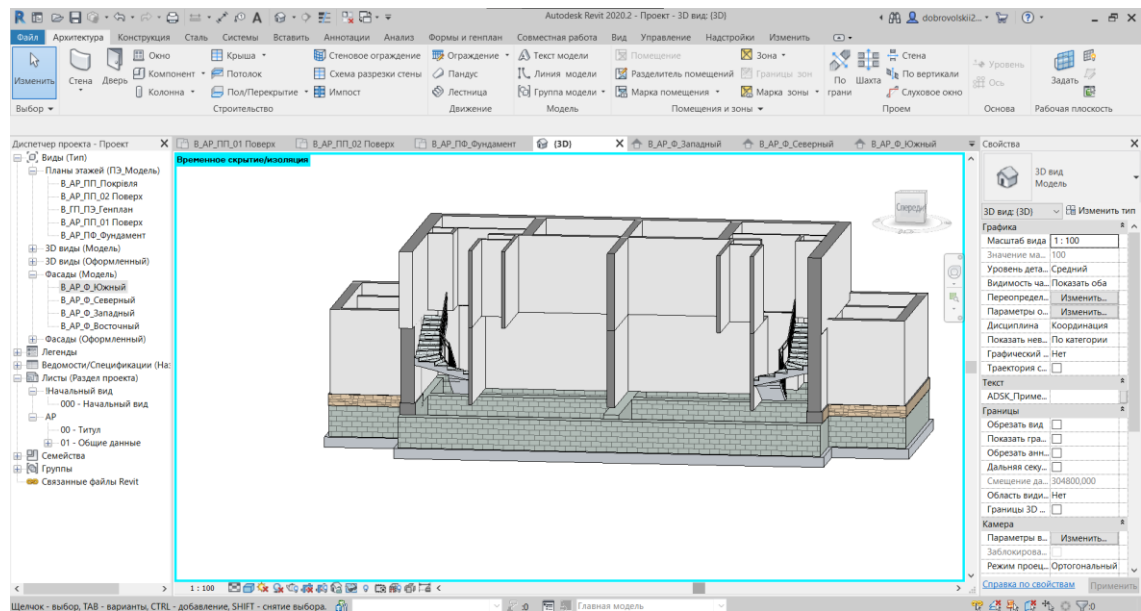 Autodesk Revit 2020.2 - Проект - 3D вид: {3D}
dobrovolskii2...
Файл Архитектура Конструкция Сталь Системы Вставить Аннотации Анализ Формы и генплан Совместная работа Вид Управление Надстройки Изменить
Изменить
Стена
Дверь
Окно
Компонент
Колонна
Крыша
Потолок
Пол/Перекрытие
Стеновое ограждение
Схема разрезки стены
Импост
Ограждение
Пандус
Лестница
Текст модели
Линия модели
Группа модели
Помещение
Разделитель помещений
Марка помещения
Зона
Границы зон
Марка зоны
По грани
Шахта
Стена
По вертикали
Слуховое окно
Уровень
Ось
Задать
Выбор
Строительство
Движение
Модель
Помещения и зоны
Проем
Основа
Рабочая плоскость
Диспетчер проекта - Проект
В_АР_ПП_01 Поверх
В_АР_ПП_02 Поверх
В_АР_ПФ_Фундамент
{3D}
В_АР_Ф_Западный
В_АР_Ф_Северный
В_АР_Ф_Южный
Виды (Тип)
Планы этажей (ПЭ_Модель)
В_АР_ПП_Покрівля
В_АР_ПП_02 Поверх
В_ГП_ПЭ_Генплан
В_АР_ПП_01 Поверх
В_АР_ПФ_Фундамент
3D виды (Модель)
3D виды (Оформленный)
Фасады (Модель)
В_АР_Ф_Южный
В_АР_Ф_Северный
В_АР_Ф_Западный
В_АР_Ф_Восточный
Фасады (Оформленный)
Легенды
Ведомости/Спецификации (На:
Листы (Раздел проекта)
!Начальный вид
000 - Начальный вид
АР
00 - Титул
01 - Общие данные
Семейства
Группы
Связанные файлы Revit
Временное скрытие/изоляция
Спереди
Свойства
3D вид
Модель
3D вид: {3D}
Изменить тип
Графика
Масштаб вида 1 : 100
Значение ма... 100
Уровень дета... Средний
Видимость ча... Показать оба
Переопредел... Изменить...
Параметры о... Изменить...
Дисциплина Координация
Показать нев... По категории
Графический ... Нет
Траектория с...
Текст
ADSK_Приме...
Границы
Обрезать вид
Показать гра...
Обрезать анн...
Дальняя секу...
Смещение да... 304800,000
Область види... Нет
Границы 3D ...
Камера
Параметры в... Изменить...
Заблокирова...
Режим проец... Ортогональный
Справка по свойствам
Применить
1 : 100
Щелчок - выбор, TAB - варианты, CTRL - добавление, SHIFT - снятие выбора.
:0
Главная модель
:0